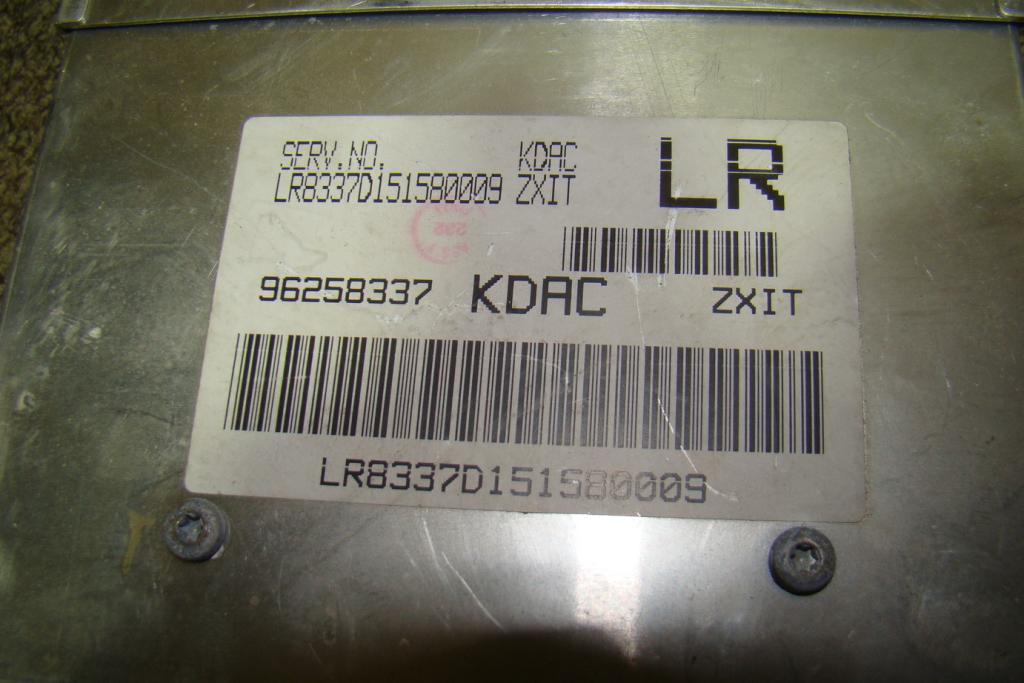 SERV.NO. KDAC LR
LR8337D151580009 ZXIT
96258337 KDAC ZXIT
LR8337D151580009